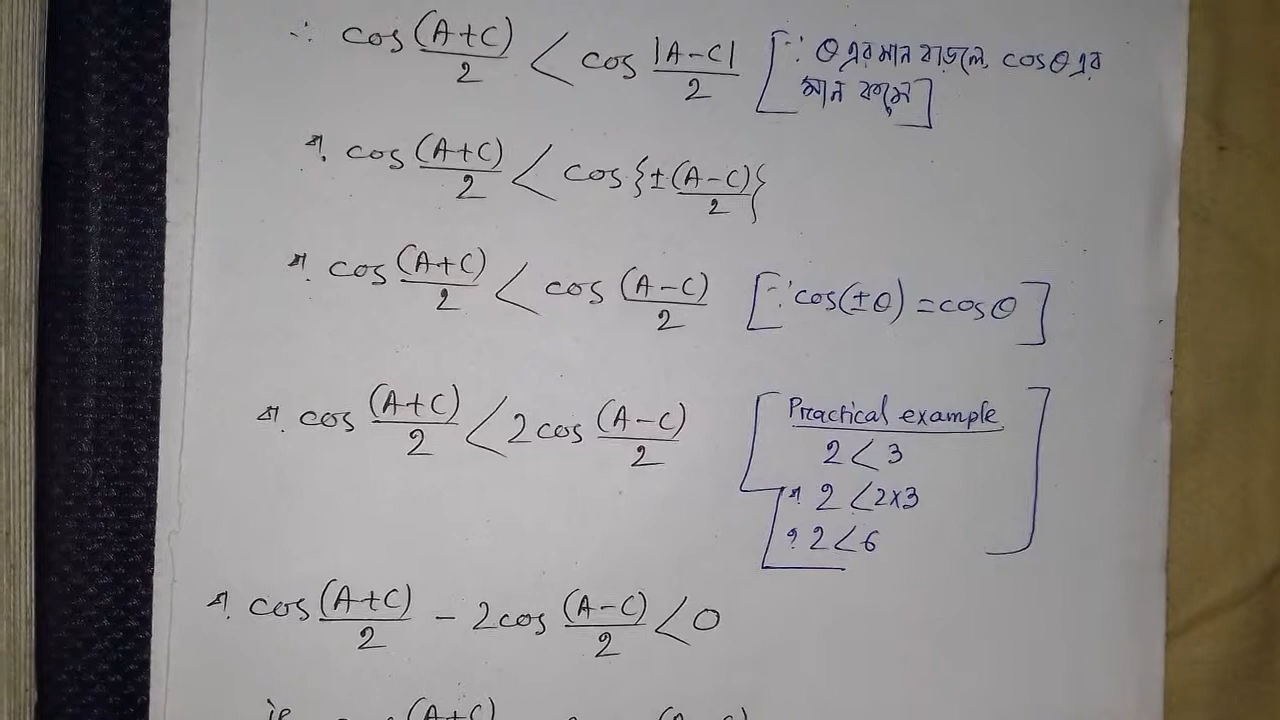 ∴ cos (A+C)/2 < cos |A−C|/2 [∵ θ এর মান বাড়লে, cosθ এর
মান কমে]
বা, cos (A+C)/2 < cos{±(A−C)/2}
বা, cos (A+C)/2 < cos (A−C)/2 [∵ cos(±θ) = cosθ]
বা, cos (A+C)/2 < 2cos (A−C)/2
Practical example
2 < 3
বা, 2 < 2×3
বা, 2 < 6
বা, cos (A+C)/2 − 2cos (A−C)/2 < 0
ie